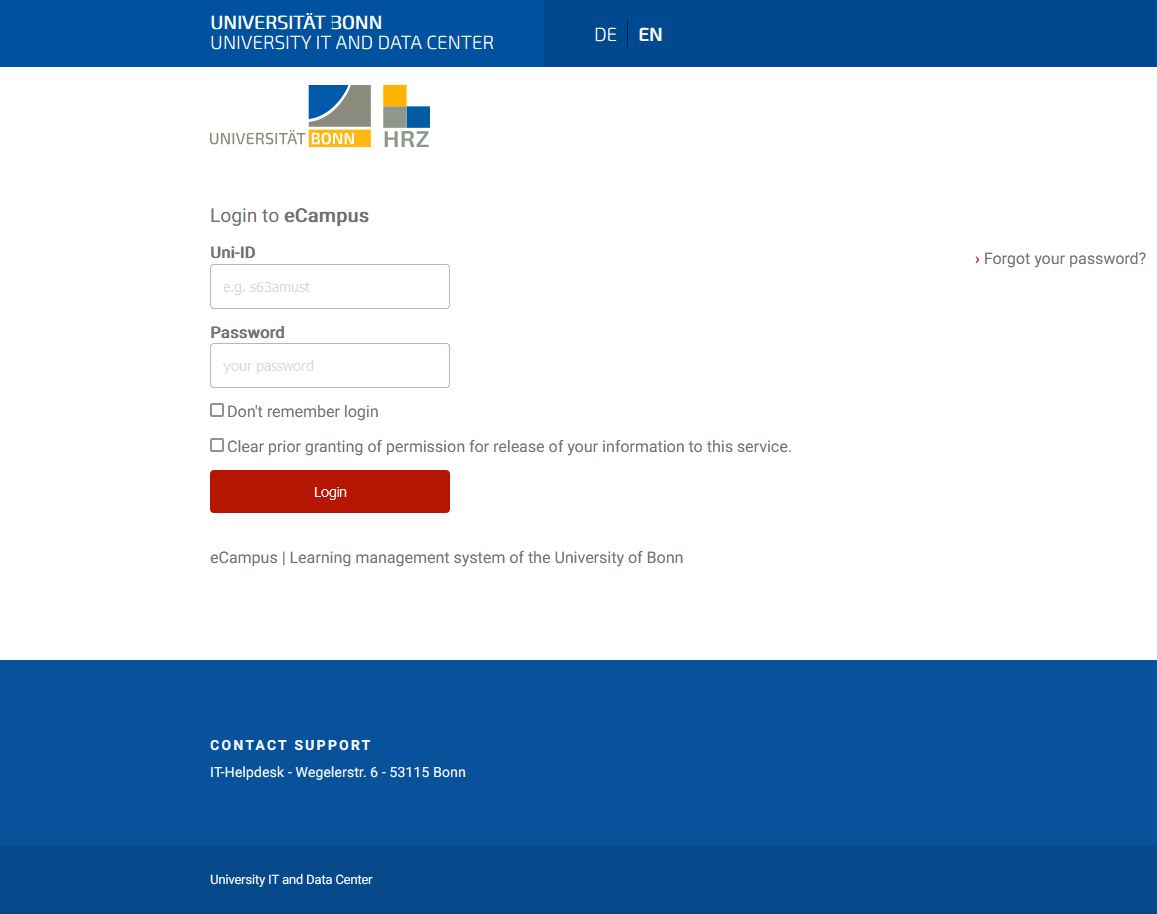 UNIVERSITÄT BONN
UNIVERSITY IT AND DATA CENTER
DE EN
UNIVERSITÄT BONN HRZ
Login to eCampus
Uni-ID
› Forgot your password?
e.g. s63amust
Password
your password
Don't remember login
Clear prior granting of permission for release of your information to this service.
Login
eCampus | Learning management system of the University of Bonn
CONTACT SUPPORT
IT-Helpdesk - Wegelerstr. 6 - 53115 Bonn
University IT and Data Center